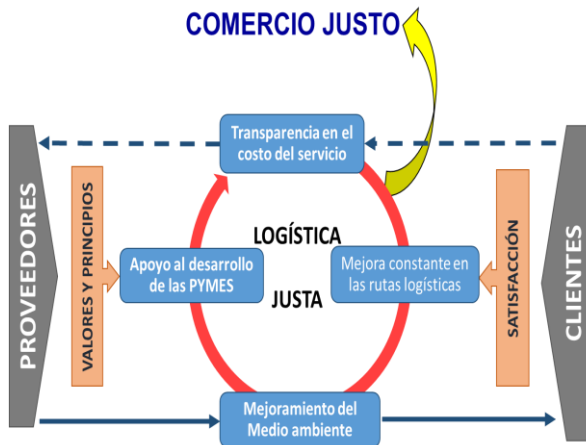 COMERCIO JUSTO
Transparencia en el
costo del servicio
PROVEEDORES
VALORES Y PRINCIPIOS
LOGÍSTICA
JUSTA
Apoyo al desarrollo
de las PYMES
Mejora constante en
las rutas logísticas
SATISFACCIÓN
CLIENTES
Mejoramiento del
Medio ambiente